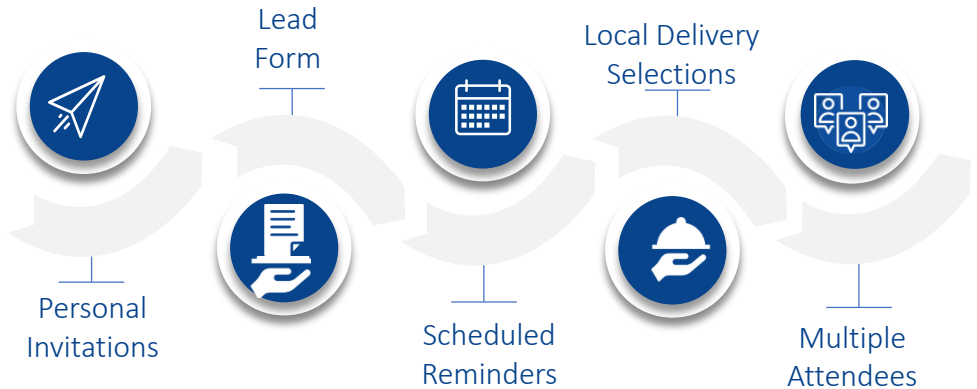 Lead
Form
Local Delivery
Selections
Personal
Invitations
Scheduled
Reminders
Multiple
Attendees